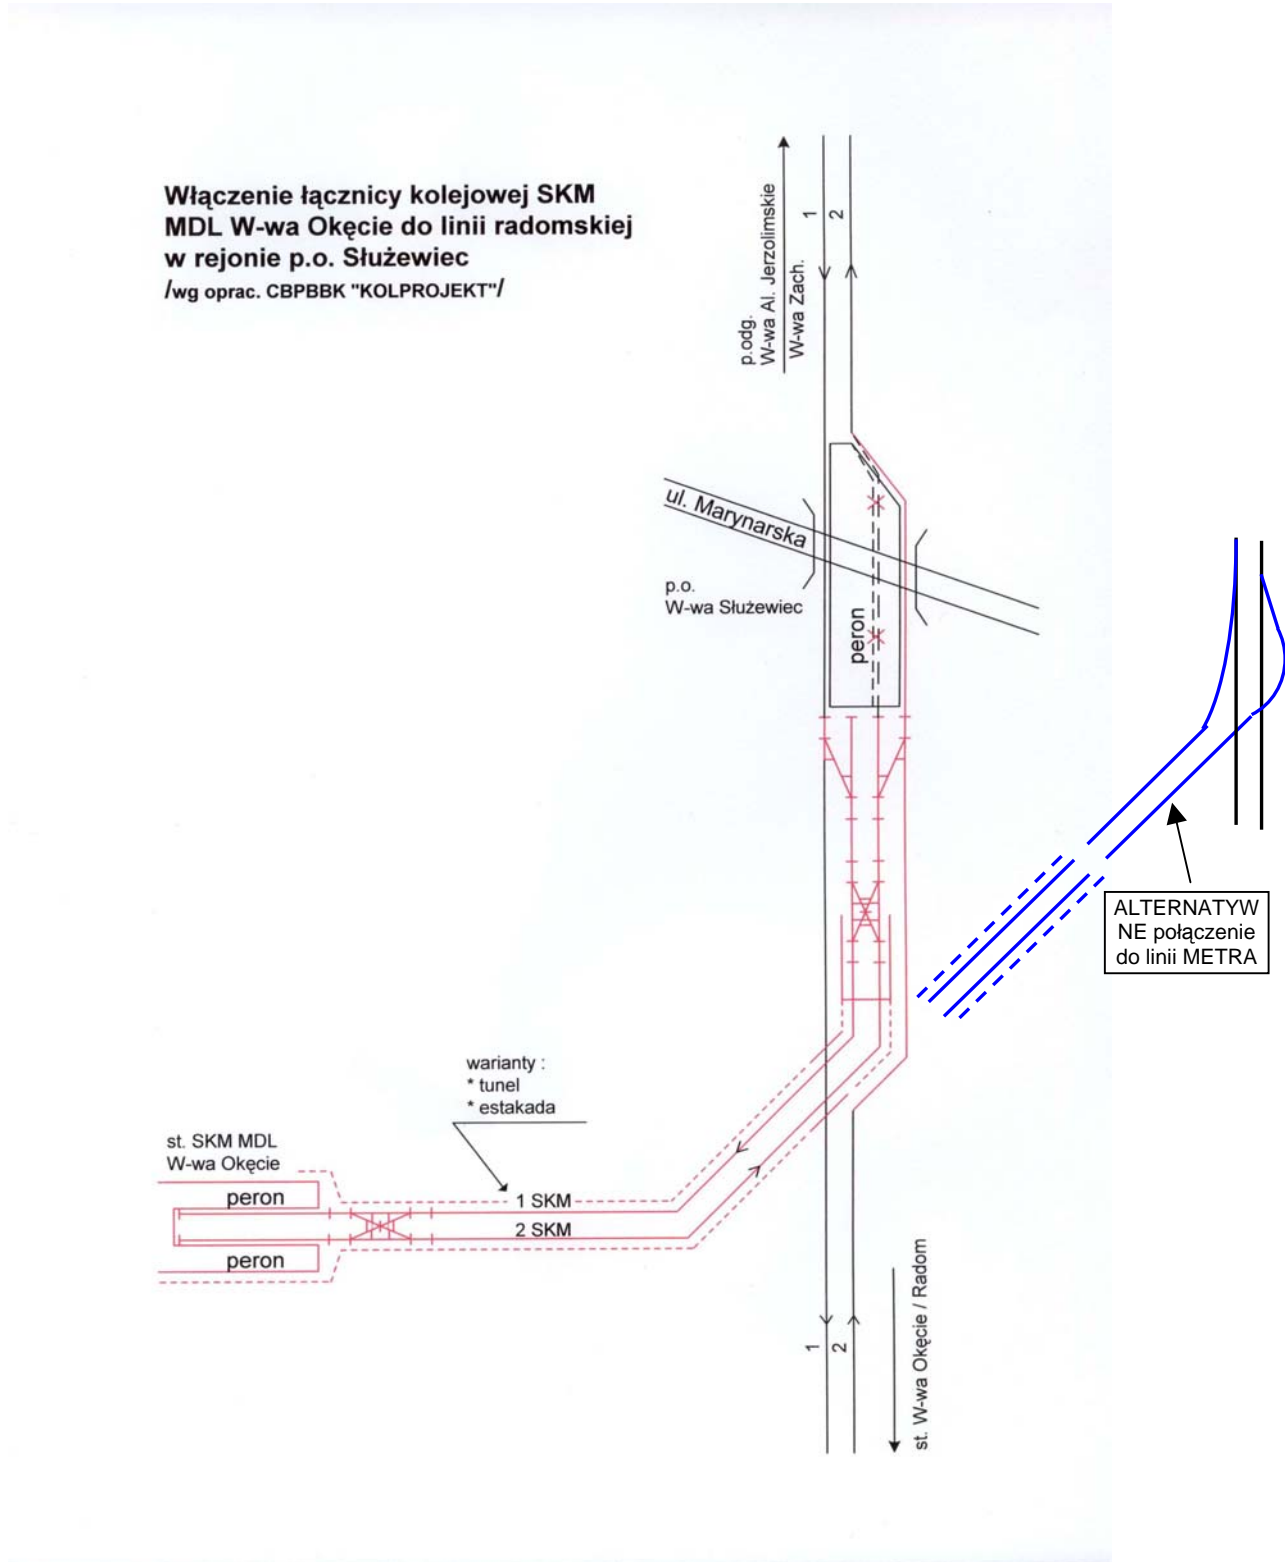 Włączenie łącznicy kolejowej SKM
MDL W-wa Okęcie do linii radomskiej
w rejonie p.o. Służewiec
/wg oprac. CBPBBK "KOLPROJEKT"/
p.odg.
W-wa Al. Jerzolimskie
W-wa Zach.
1
2
ul. Marynarska
p.o.
W-wa Służewiec
peron
ALTERNATYW
NE połączenie
do linii METRA
warianty :
* tunel
* estakada
st. SKM MDL
W-wa Okęcie
peron
1 SKM
2 SKM
peron
1
2
st. W-wa Okęcie / Radom